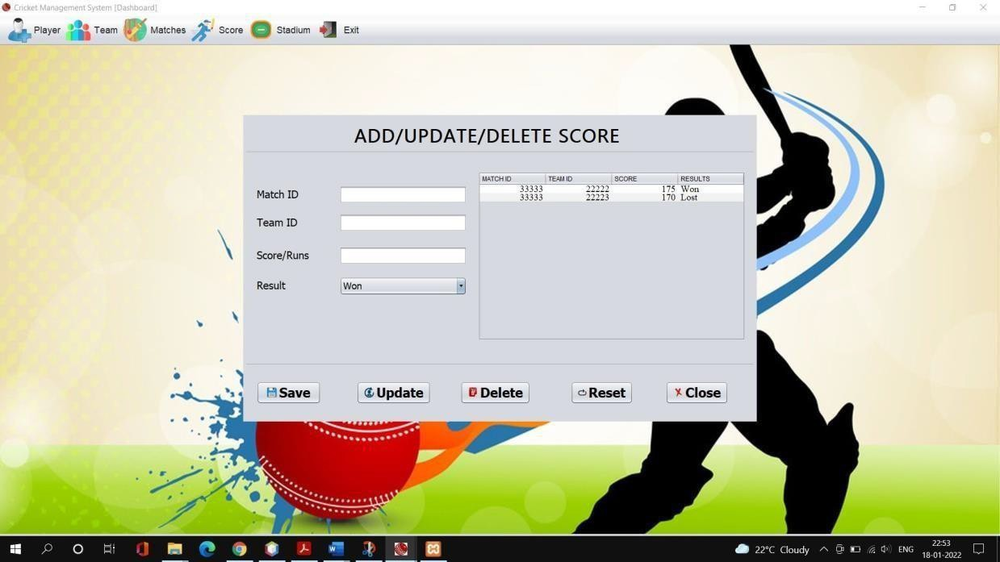 Cricket Management System [Dashboard]
Player Team Matches Score Stadium Exit
ADD/UPDATE/DELETE SCORE
MATCH ID TEAM ID SCORE RESULTS
33333 22222 175 Won
33333 22223 170 Lost
Match ID
Team ID
Score/Runs
Result Won
Save Update Delete Reset Close
22°C Cloudy ENG 22:53
18-01-2022